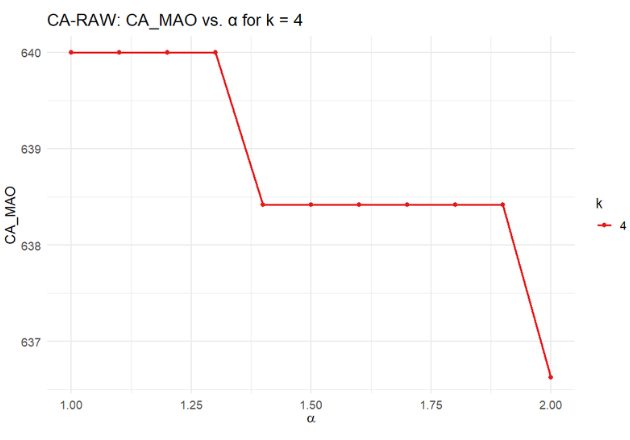 CA-RAW: CA_MAO vs. α for k = 4
640
639
638
637
CA_MAO
1.00 1.25 1.50 1.75 2.00
α
k
4